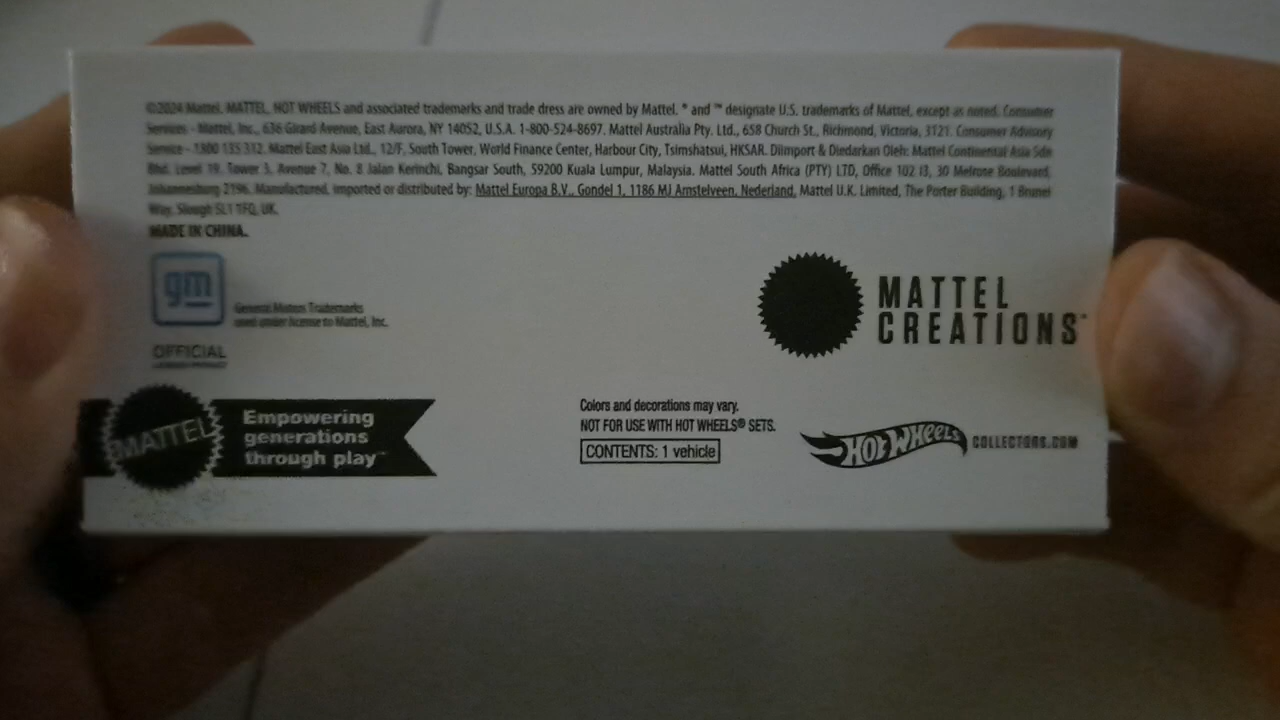 ©2024 Mattel. MATTEL, HOT WHEELS and associated trademarks and trade dress are owned by Mattel. ® and ™ designate U.S. trademarks of Mattel, except as noted. Consumer
Services - Mattel, Inc., 636 Girard Avenue, East Aurora, NY 14052, U.S.A. 1-800-524-8697. Mattel Australia Pty. Ltd., 658 Church St., Richmond, Victoria, 3121. Consumer Advisory
Service - 1300 135 312. Mattel East Asia Ltd., 12/F, South Tower, World Finance Center, Harbour City, Tsimshatsui, HKSAR. Diimport & Diedarkan Oleh: Mattel Continental Asia Sdn
Bhd. Level 19, Tower 3, Avenue 7, No. 8 Jalan Kerinchi, Bangsar South, 59200 Kuala Lumpur, Malaysia. Mattel South Africa (PTY) LTD, Office 102 I3, 30 Melrose Boulevard,
Johannesburg 2196. Manufactured, imported or distributed by: Mattel Europa B.V., Gondel 1, 1186 MJ Amstelveen, Nederland, Mattel U.K. Limited, The Porter Building, 1 Brunel
Way, Slough SL1 1FQ, UK.
MADE IN CHINA.
gm
General Motors Trademarks
used under license to Mattel, Inc.
OFFICIAL
LICENSED PRODUCT
MATTEL
CREATIONS™
MATTEL
Empowering
generations
through play™
Colors and decorations may vary.
NOT FOR USE WITH HOT WHEELS® SETS.
CONTENTS: 1 vehicle
HOT WHEELS COLLECTORS.COM